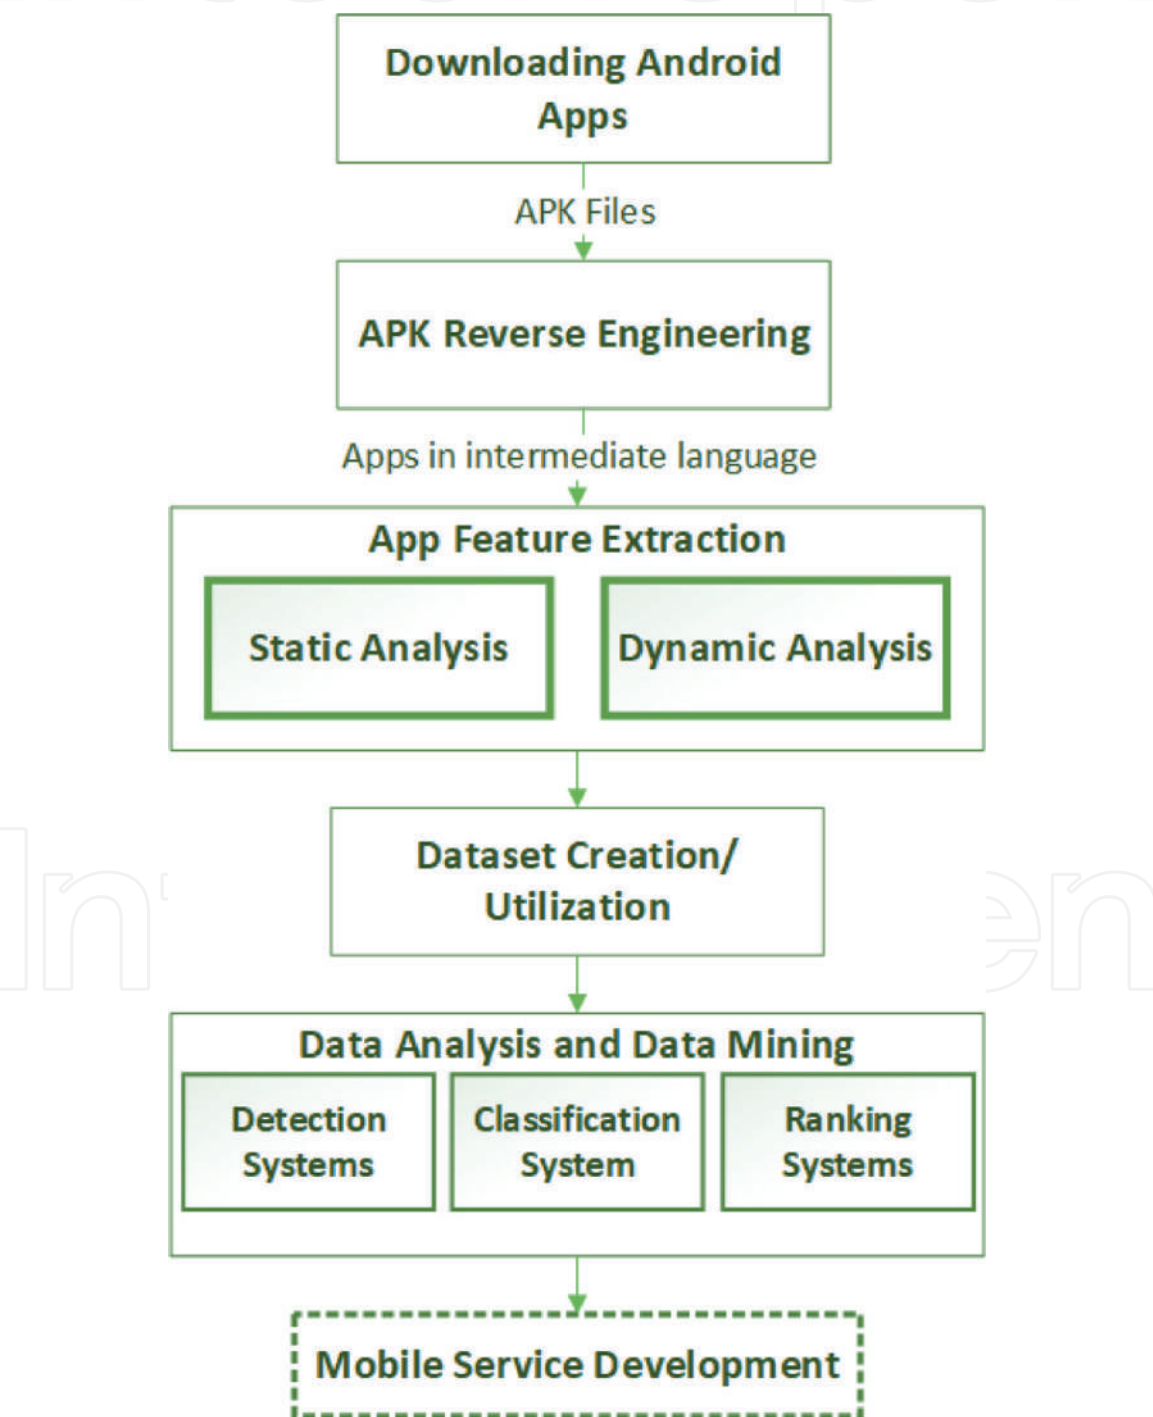 Downloading Android
Apps
APK Files
APK Reverse Engineering
Apps in intermediate language
App Feature Extraction
Static Analysis
Dynamic Analysis
Dataset Creation/
Utilization
Data Analysis and Data Mining
Detection
Systems
Classification
System
Ranking
Systems
Mobile Service Development